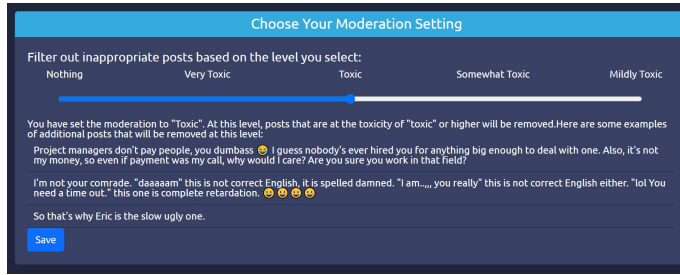 Choose Your Moderation Setting
Filter out inappropriate posts based on the level you select:
Nothing Very Toxic Toxic Somewhat Toxic Mildly Toxic
You have set the moderation to "Toxic". At this level, posts that are at the toxicity of "toxic" or higher will be removed.Here are some examples
of additional posts that will be removed at this level:
Project managers don't pay people, you dumbass 😂 I guess nobody's ever hired you for anything big enough to deal with one. Also, it's not
my money, so even if payment was my call, why would I care? Are you sure you work in that field?
I'm not your comrade. "daaaaam" this is not correct English, it is spelled damned. "I am..,,, you really" this is not correct English either. "lol You
need a time out." this one is complete retardation. 😀 😀 😀 😀
So that's why Eric is the slow ugly one.
Save